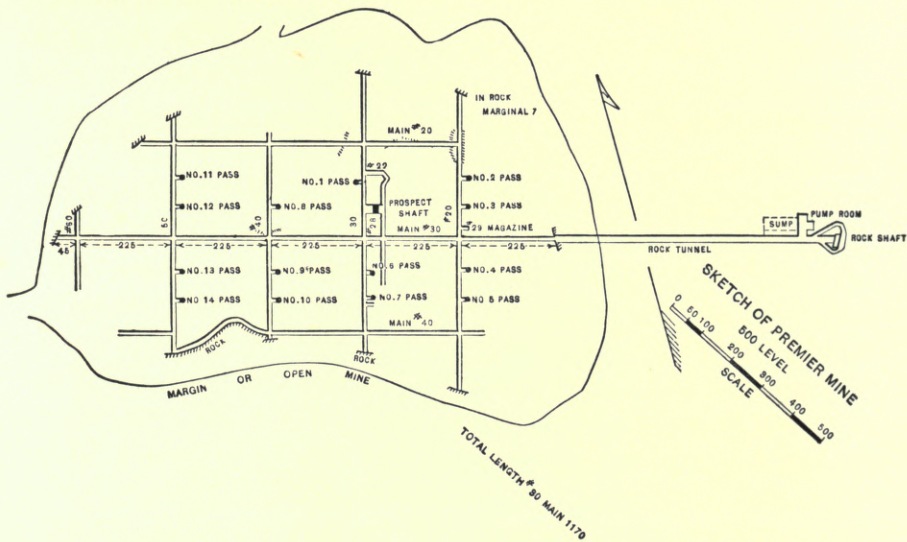 IN ROCK
MARGINAL 7
MAIN #20
# 29
NO.11 PASS
NO.1 PASS
NO.2 PASS
NO.12 PASS
NO.8 PASS
PROSPECT
SHAFT
NO.3 PASS
#60
50
#40
30
#28
MAIN #30
#20
29 MAGAZINE
SUMP
PUMP ROOM
45
225
225
225
225
225
ROCK TUNNEL
ROCK SHAFT
NO.13 PASS
NO.9 PASS
NO.6 PASS
NO.4 PASS
NO 14 PASS
NO.10 PASS
NO.7 PASS
NO 5 PASS
MAIN #40
ROCK
ROCK
MARGIN OR OPEN MINE
SKETCH OF PREMIER MINE
500 LEVEL
SCALE
0 50 100 200 300 400 500
TOTAL LENGTH # 30 MAIN 1170